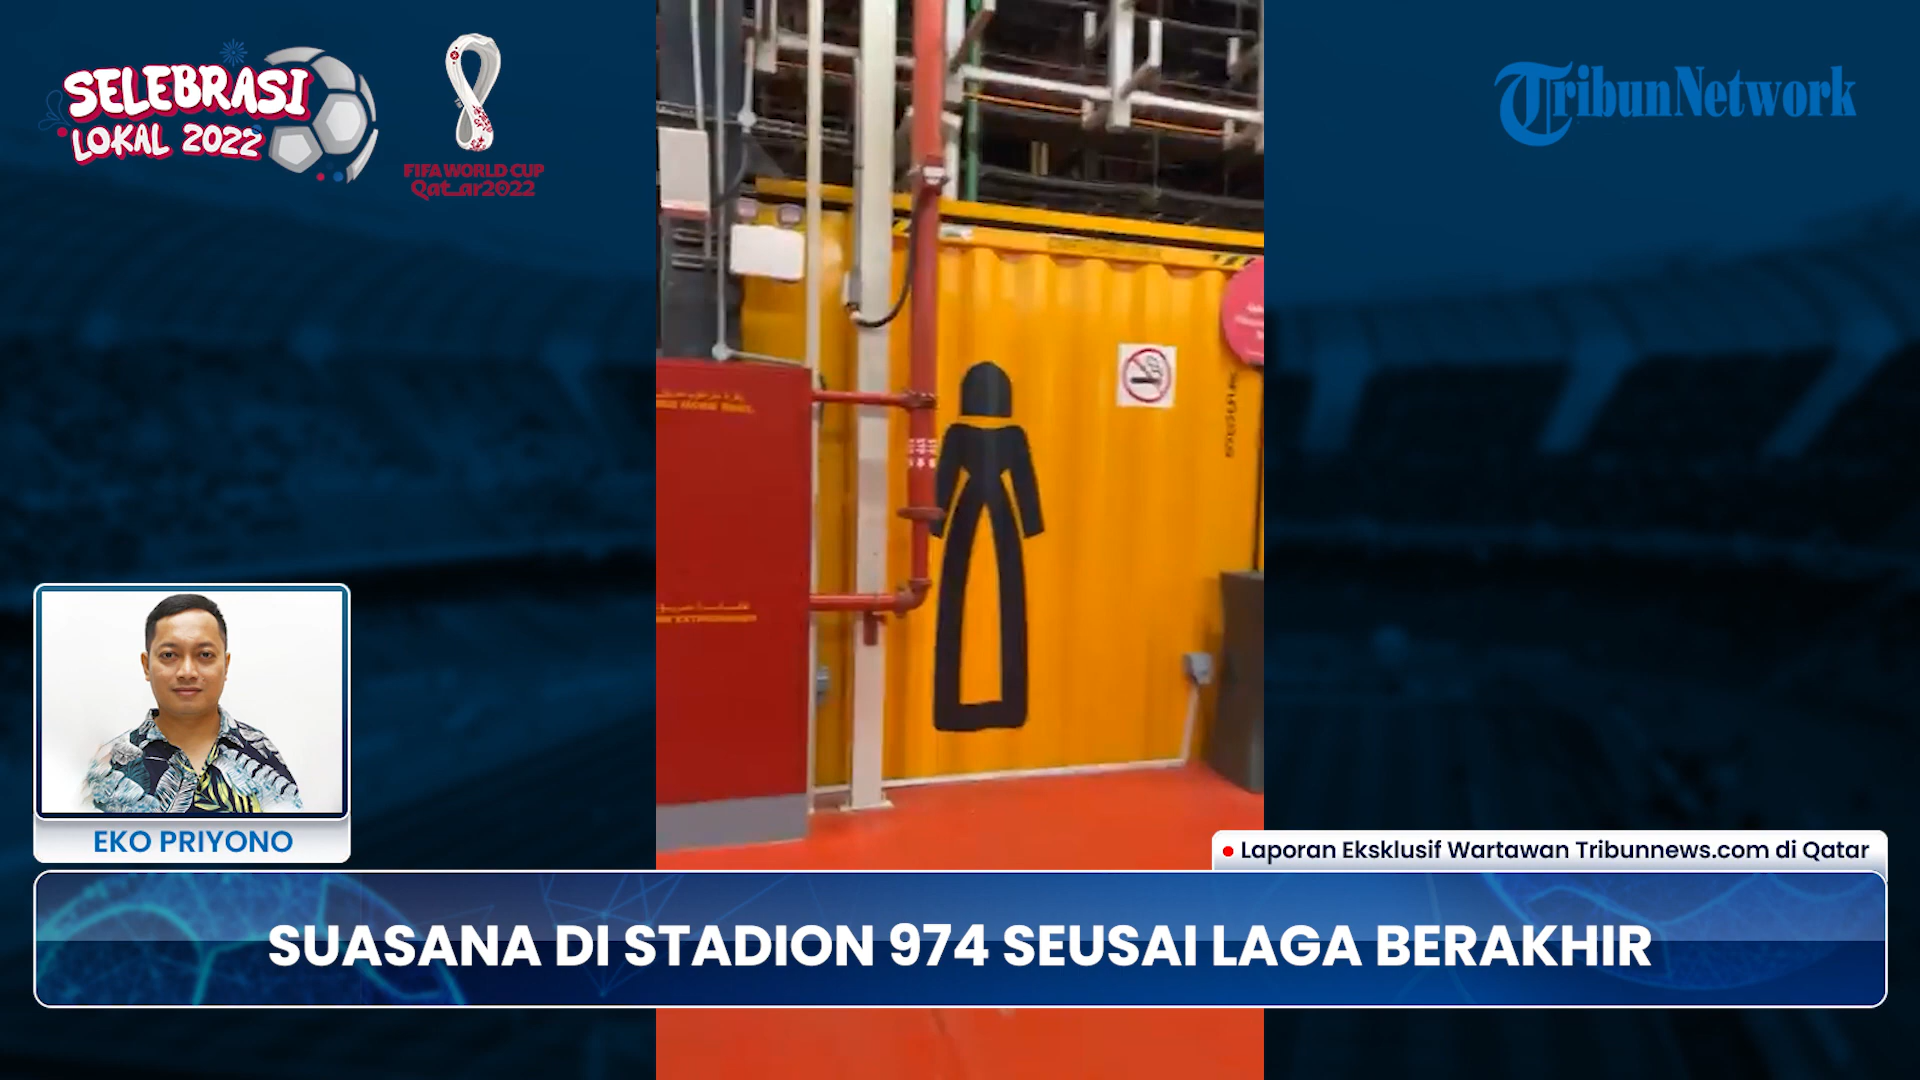 SELEBRASI
LOKAL 2022
FIFA WORLD CUP
Qatar2022
TribunNetwork
EKO PRIYONO
Laporan Eksklusif Wartawan Tribunnews.com di Qatar
SUASANA DI STADION 974 SEUSAI LAGA BERAKHIR